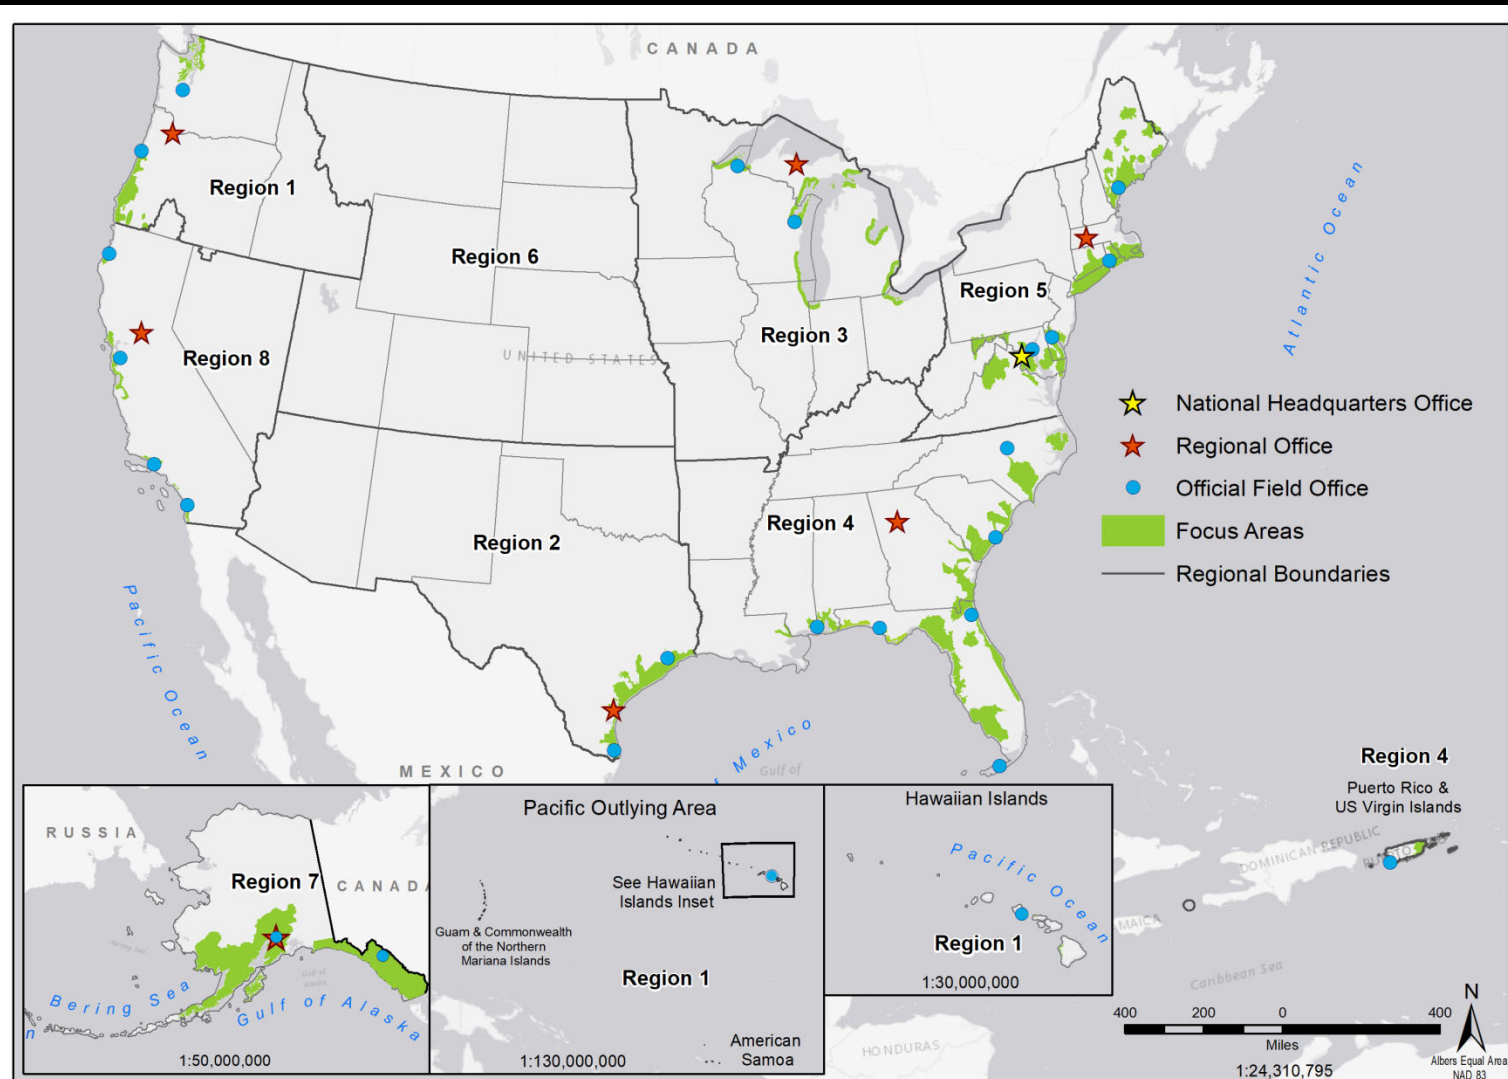 CANADA
Region 1
Region 6
Region 5
Region 3
Region 8
UNITED STATES
Region 4
Region 2
Atlantic Ocean
Pacific Ocean
National Headquarters Office
Regional Office
Official Field Office
Focus Areas
Regional Boundaries
MEXICO
Mexico
Gulf of
Region 4
Puerto Rico &
US Virgin Islands
DOMINICAN REPUBLIC
Caribbean Sea
HONDURAS
RUSSIA
Region 7
CANADA
Bering Sea
Gulf of Alaska
Gulf of
Alaska
1:50,000,000
Pacific Outlying Area
See Hawaiian
Islands Inset
Guam & Commonwealth
of the Northern
Mariana Islands
Region 1
American
Samoa
1:130,000,000
Hawaiian Islands
Pacific Ocean
Region 1
1:30,000,000
400 200 0 400
Miles
1:24,310,795
N
Albers Equal Area
NAD 83